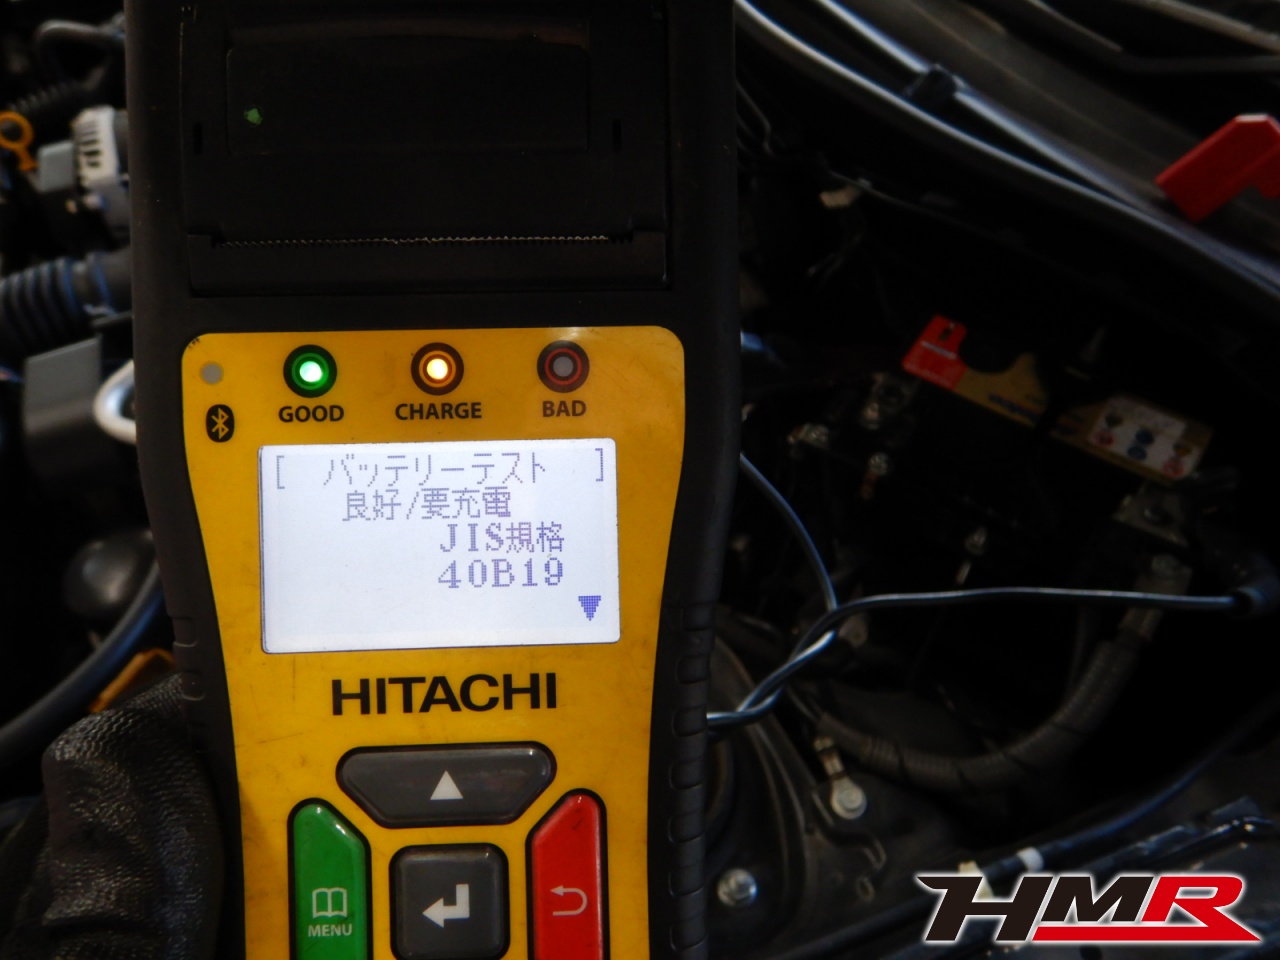 GOOD CHARGE BAD
[ バッテリーテスト ]
良好/要充電
JIS規格
40B19
HITACHI
MENU
HMR